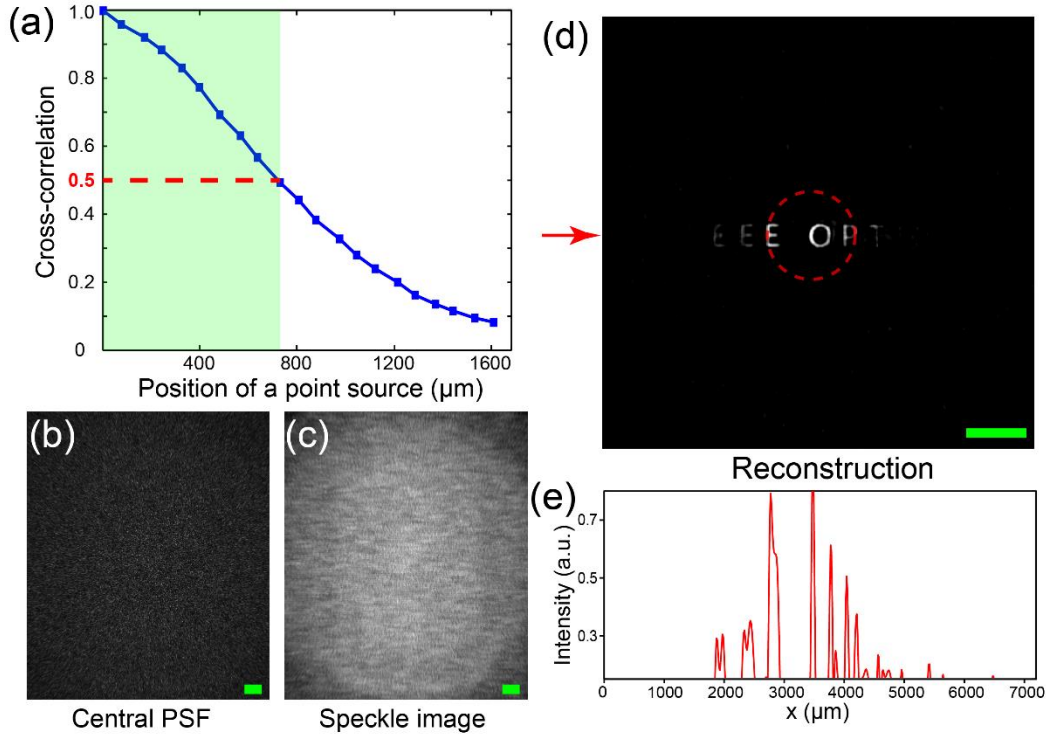 (a)
Cross-correlation
1.0
0.8
0.6
0.5
0.4
0.2
0
400
800
1200
1600
Position of a point source (μm)
(b)
Central PSF
(c)
Speckle image
(d)
E E E O P T
Reconstruction
(e)
Intensity (a.u.)
0.7
0.5
0.3
0
1000
2000
3000
4000
5000
6000
7000
x (μm)